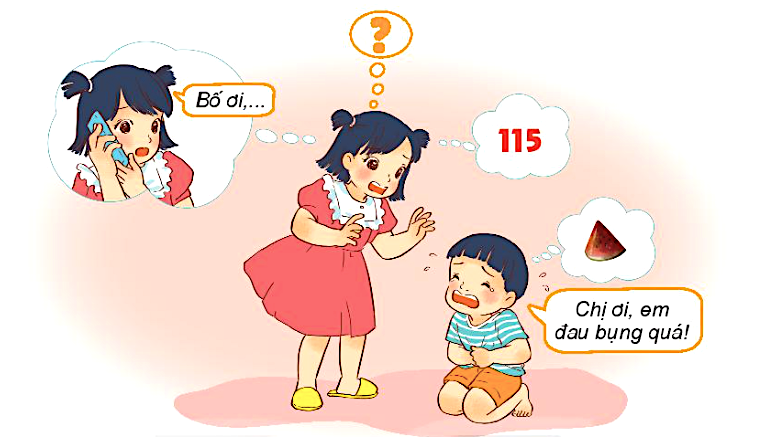 ?
Bố ơi,...
115
Chị ơi, em
đau bụng quá!